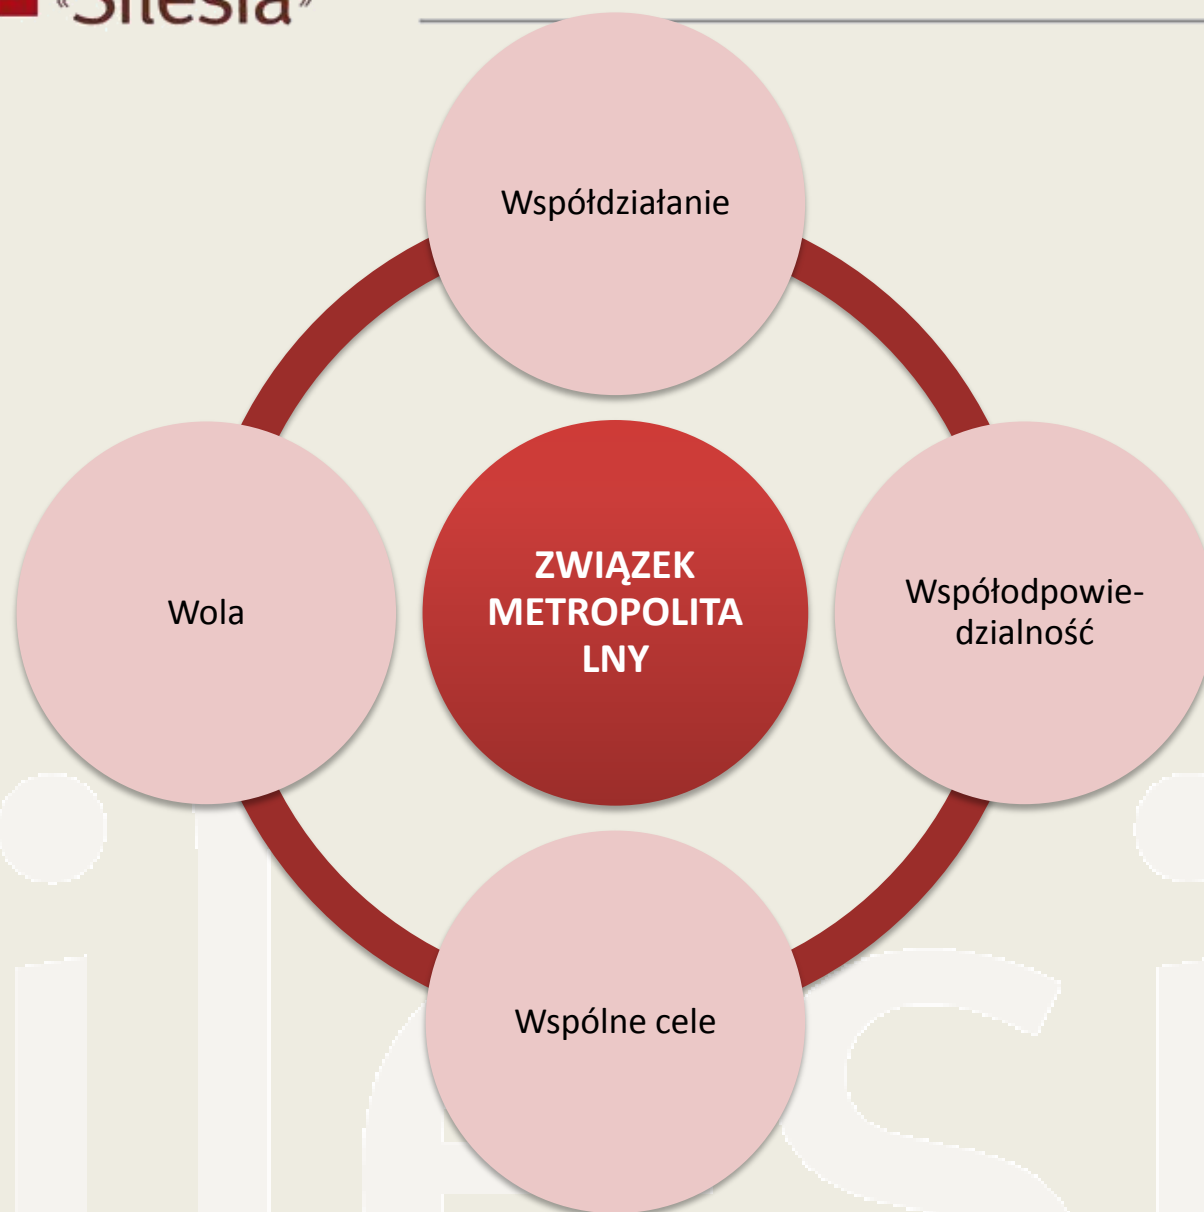 «Silesia»
Współdziałanie
Wola
ZWIĄZEK
METROPOLITA
LNY
Współodpowie-
dzialność
Wspólne cele